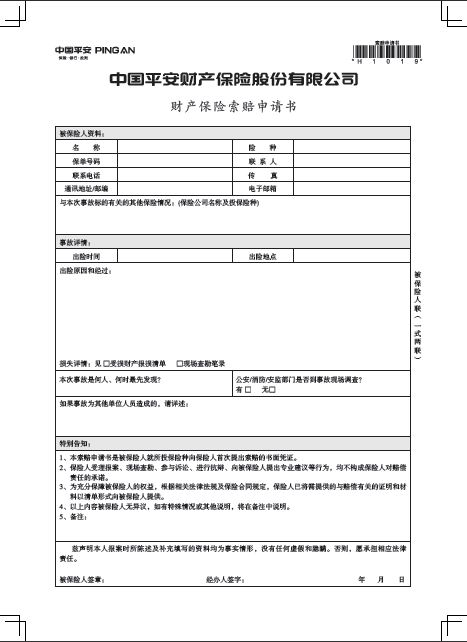 中国平安 PING AN
保险·银行·投资
索赔申请书
*H1019*
中国平安财产保险股份有限公司
财产保险索赔申请书
被保险人资料：
名 称 险 种
保单号码 联 系 人
联系电话 传 真
通讯地址/邮编 电子邮箱
与本次事故标的有关的其他保险情况：(保险公司名称及投保险种)
事故详情：
出险时间 出险地点
出险原因和经过：
损失详情：见 □受损财产报损清单 □现场查勘笔录
本次事故是何人、何时最先发现? 公安/消防/安监部门是否到事故现场调查?
有 □ 无□
如果事故为其他单位人员造成的，请详述：
特别告知：
1、本索赔申请书是被保险人就所投保险种向保险人首次提出索赔的书面凭证。
2、保险人受理报案、现场查勘、参与诉讼、进行抗辩、向被保险人提出专业建议等行为，均不构成保险人对赔偿
责任的承诺。
3、为充分保障被保险人的权益，根据相关法律法规及保险合同规定，保险人已将需提供的与赔偿有关的证明和材
料以清单形式向被保险人提供。
4、以上内容被保险人无异议，如有特殊情况或其他说明，将在备注中说明。
5、备注：
兹声明本人报案时所陈述及补充填写的资料均为事实情形，没有任何虚假和隐瞒。否则，愿承担相应法律
责任。
被保险人签章： 经办人签字： 年 月 日
被保险人联（一式两联）